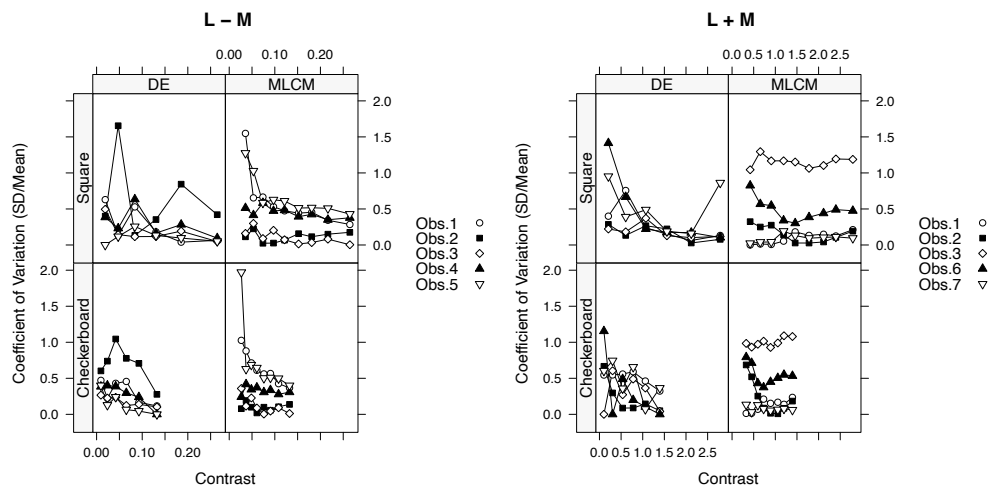 L − M
L + M
0.00 0.10 0.20
0.0 0.5 1.0 1.5 2.0 2.5
DE
MLCM
DE
MLCM
Coefficient of Variation (SD/Mean)
Square
Checkerboard
2.0
1.5
1.0
0.5
0.0
2.0
1.5
1.0
0.5
0.0
Obs.1
Obs.2
Obs.3
Obs.4
Obs.5
0.00 0.10 0.20
Contrast
Coefficient of Variation (SD/Mean)
Square
Checkerboard
2.0
1.5
1.0
0.5
0.0
2.0
1.5
1.0
0.5
0.0
Obs.1
Obs.2
Obs.3
Obs.6
Obs.7
0.0 0.5 1.0 1.5 2.0 2.5
Contrast